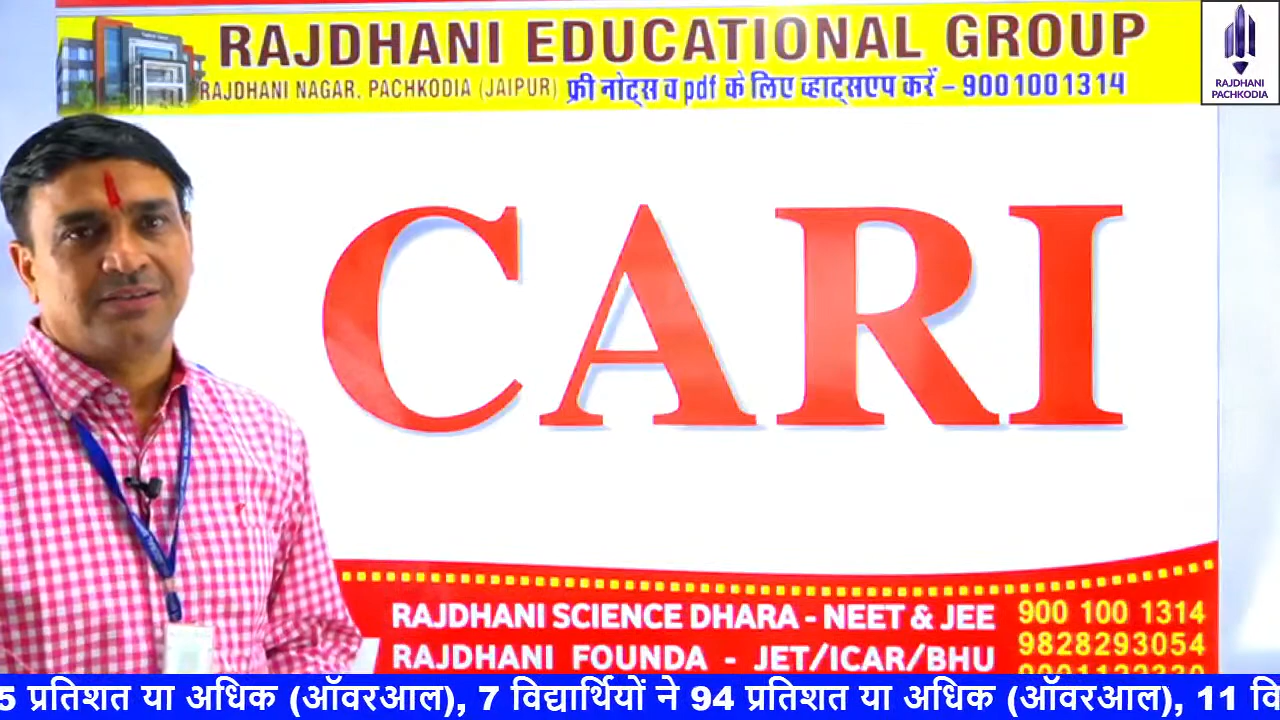 RAJDHANI EDUCATIONAL GROUP
RAJDHANI NAGAR, PACHKODIA (JAIPUR) फ्री नोट्स व pdf के लिए व्हाट्सएप करें – 9001001314
RAJDHANI
PACHKODIA
CARI
RAJDHANI SCIENCE DHARA - NEET & JEE 900 100 1314
9828293054
RAJDHANI FOUNDA - JET/ICAR/BHU
5 प्रतिशत या अधिक (ऑवरआल), 7 विद्यार्थियों ने 94 प्रतिशत या अधिक (ऑवरआल), 11 वि